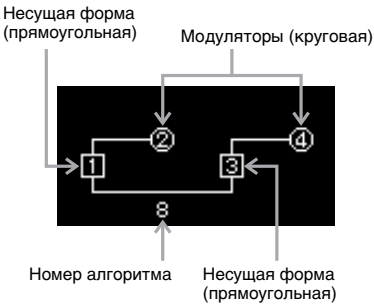 Несущая форма
(прямоугольная)
Модуляторы (круговая)
2
4
1
3
8
Номер алгоритма
Несущая форма
(прямоугольная)